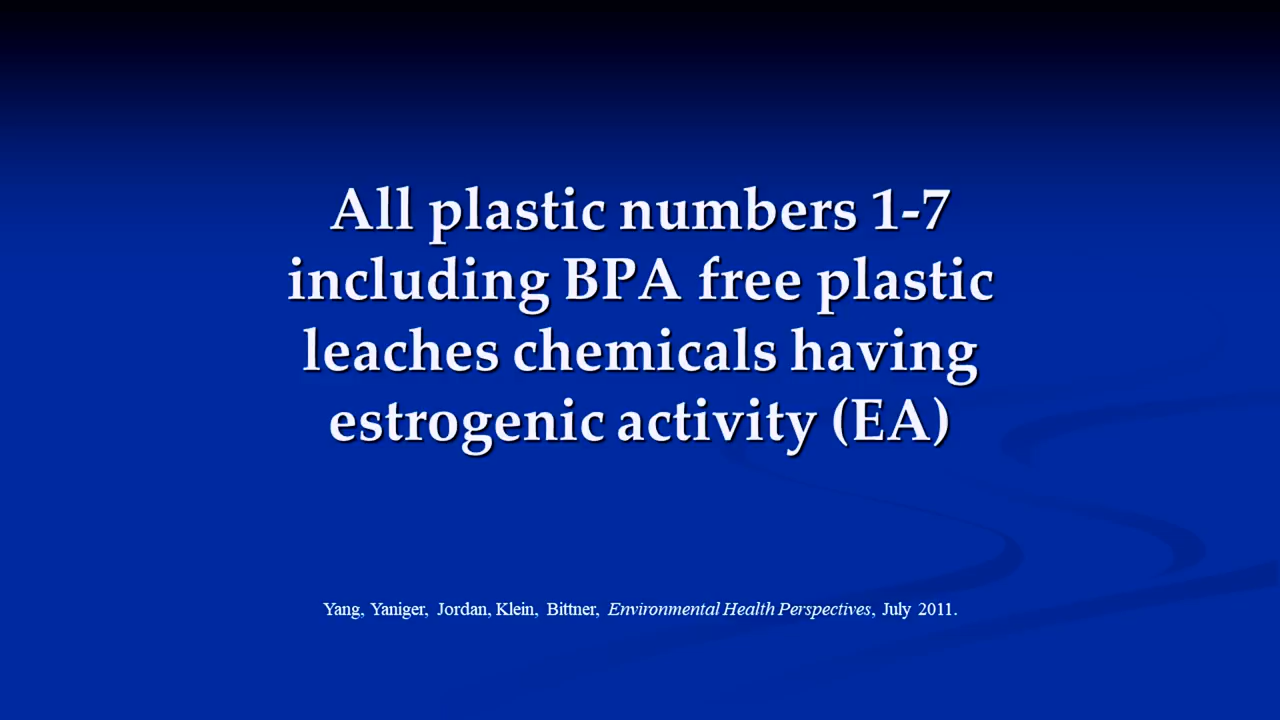 All plastic numbers 1-7
including BPA free plastic
leaches chemicals having
estrogenic activity (EA)
Yang, Yaniger, Jordan, Klein, Bittner, Environmental Health Perspectives, July 2011.